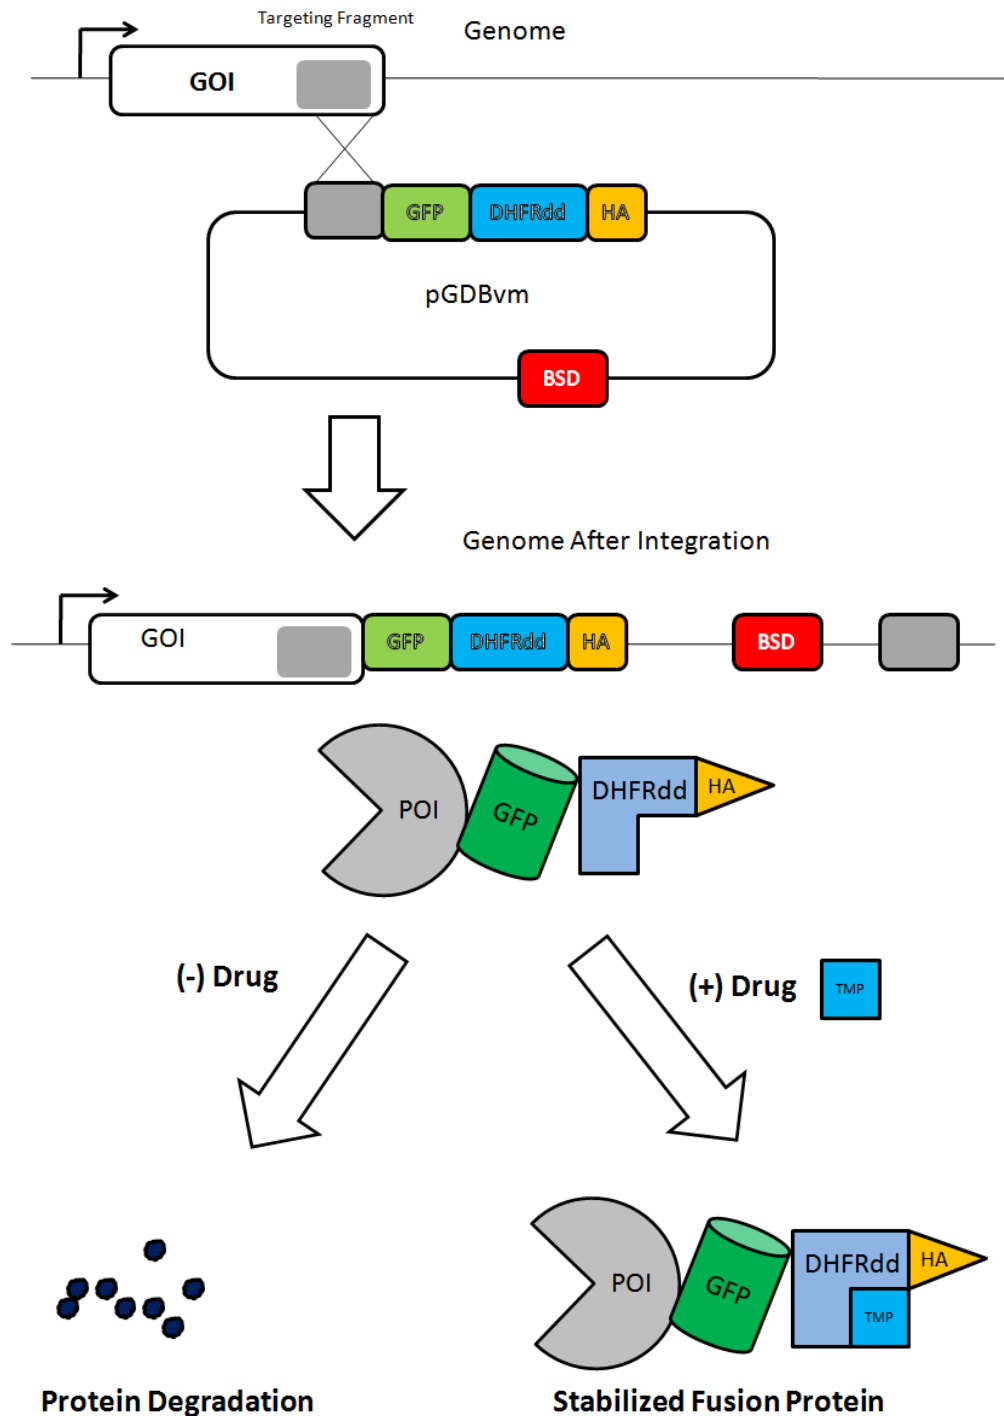 Targeting Fragment
Genome
GOI
GFP
DHFRdd
HA
pGDBvm
BSD
Genome After Integration
GOI
GFP
DHFRdd
HA
BSD
POI
GFP
DHFRdd
HA
(-) Drug
(+) Drug
TMP
POI
GFP
DHFRdd
HA
TMP
Protein Degradation
Stabilized Fusion Protein